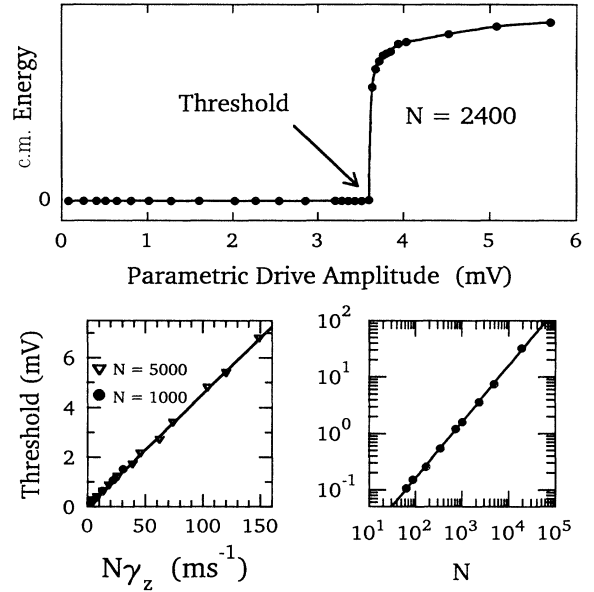 c.m. Energy
Threshold
N = 2400
0
0 1 2 3 4 5 6
Parametric Drive Amplitude (mV)
Threshold (mV)
6
4
2
0
N = 5000
N = 1000
0 50 100 150
Nγz (ms⁻¹)
10²
10¹
10⁰
10⁻¹
10¹ 10² 10³ 10⁴ 10⁵
N